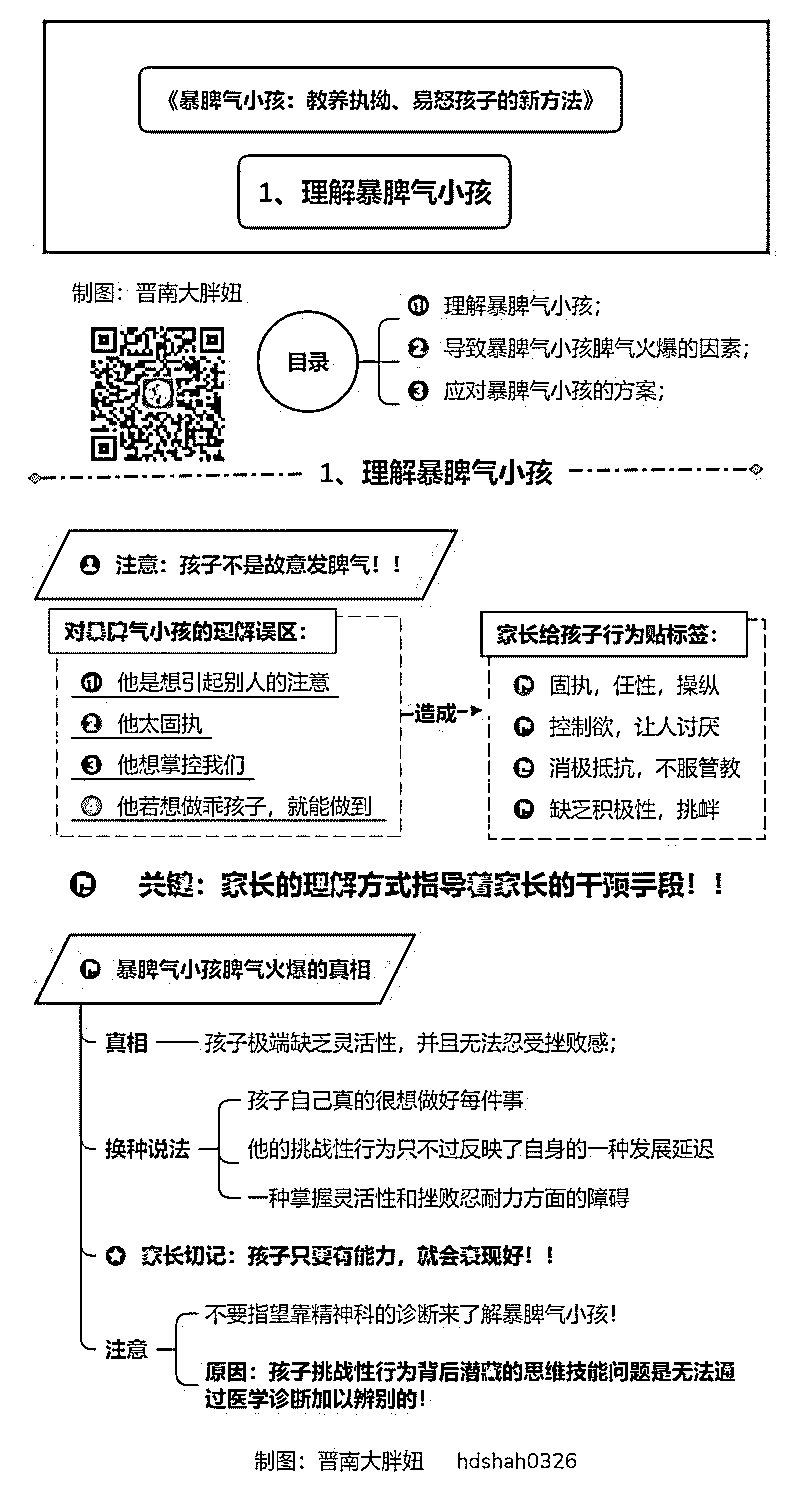 《暴脾气小孩：教养执拗、易怒孩子的新方法》
1、理解暴脾气小孩
制图：晋南大胖妞
目录
1 理解暴脾气小孩；
2 导致暴脾气小孩脾气火爆的因素；
3 应对暴脾气小孩的方案；
1、理解暴脾气小孩
注意：孩子不是故意发脾气！！
对暴脾气小孩的理解误区：
1 他是想引起别人的注意
2 他太固执
3 他想掌控我们
4 他若想做乖孩子，就能做到
造成
家长给孩子行为贴标签：
固执，任性，操纵
控制欲，让人讨厌
消极抵抗，不服管教
缺乏积极性，挑衅
关键：家长的理解方式指导着家长的干预手段！！
暴脾气小孩脾气火爆的真相
真相
孩子极端缺乏灵活性，并且无法忍受挫败感；
换种说法
孩子自己真的很想做好每件事
他的挑战性行为只不过反映了自身的一种发展延迟
一种掌握灵活性和挫败忍耐力方面的障碍
家长切记：孩子只要有能力，就会表现好！！
注意
不要指望靠精神科的诊断来了解暴脾气小孩！
原因：孩子挑战性行为背后潜藏的思维技能问题是无法通
过医学诊断加以辨别的！
制图：晋南大胖妞 hdshah0326